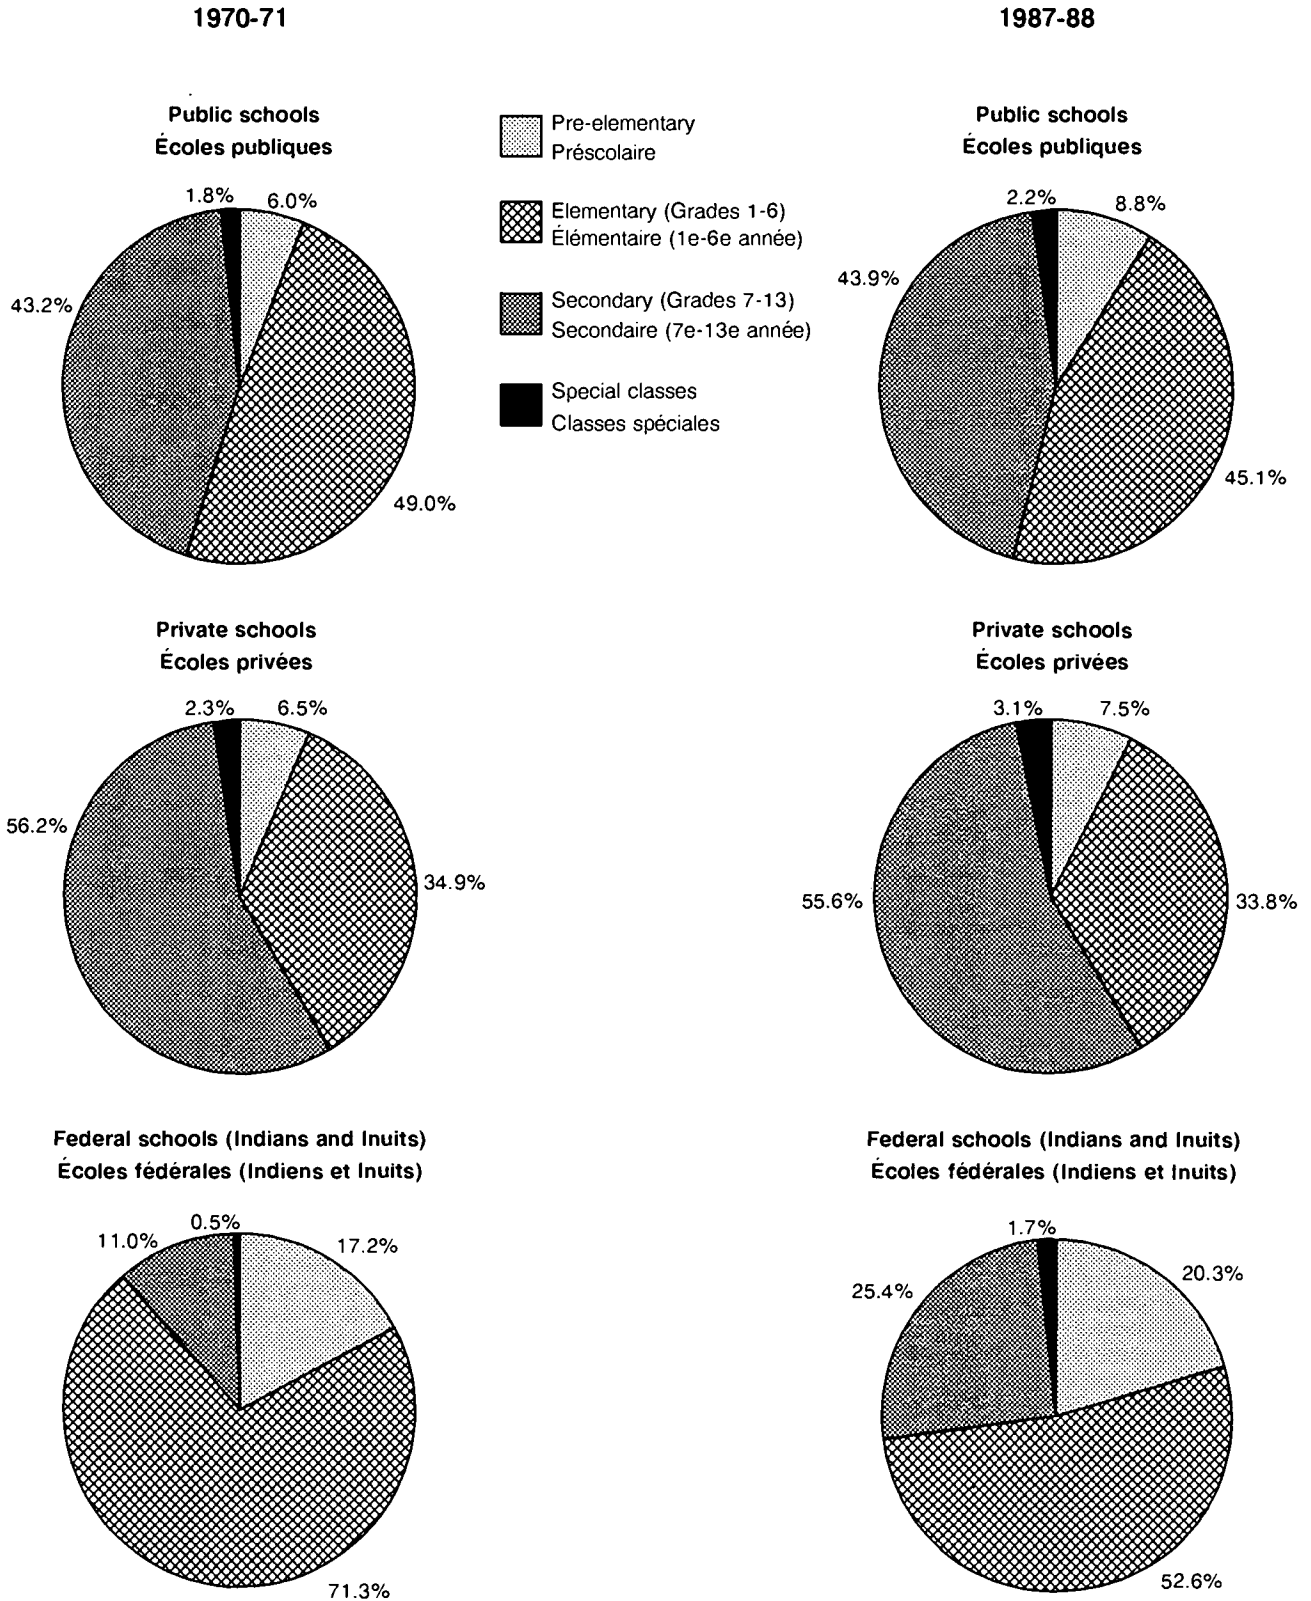 1970-71
1987-88
Public schools
Écoles publiques
1.8%
6.0%
43.2%
49.0%
Pre-elementary
Préscolaire
Elementary (Grades 1-6)
Élémentaire (1e-6e année)
Secondary (Grades 7-13)
Secondaire (7e-13e année)
Special classes
Classes spéciales
Public schools
Écoles publiques
2.2%
8.8%
43.9%
45.1%
Private schools
Écoles privées
2.3%
6.5%
56.2%
34.9%
Private schools
Écoles privées
3.1%
7.5%
55.6%
33.8%
Federal schools (Indians and Inuits)
Écoles fédérales (Indiens et Inuits)
0.5%
11.0%
17.2%
71.3%
Federal schools (Indians and Inuits)
Écoles fédérales (Indiens et Inuits)
1.7%
20.3%
25.4%
52.6%